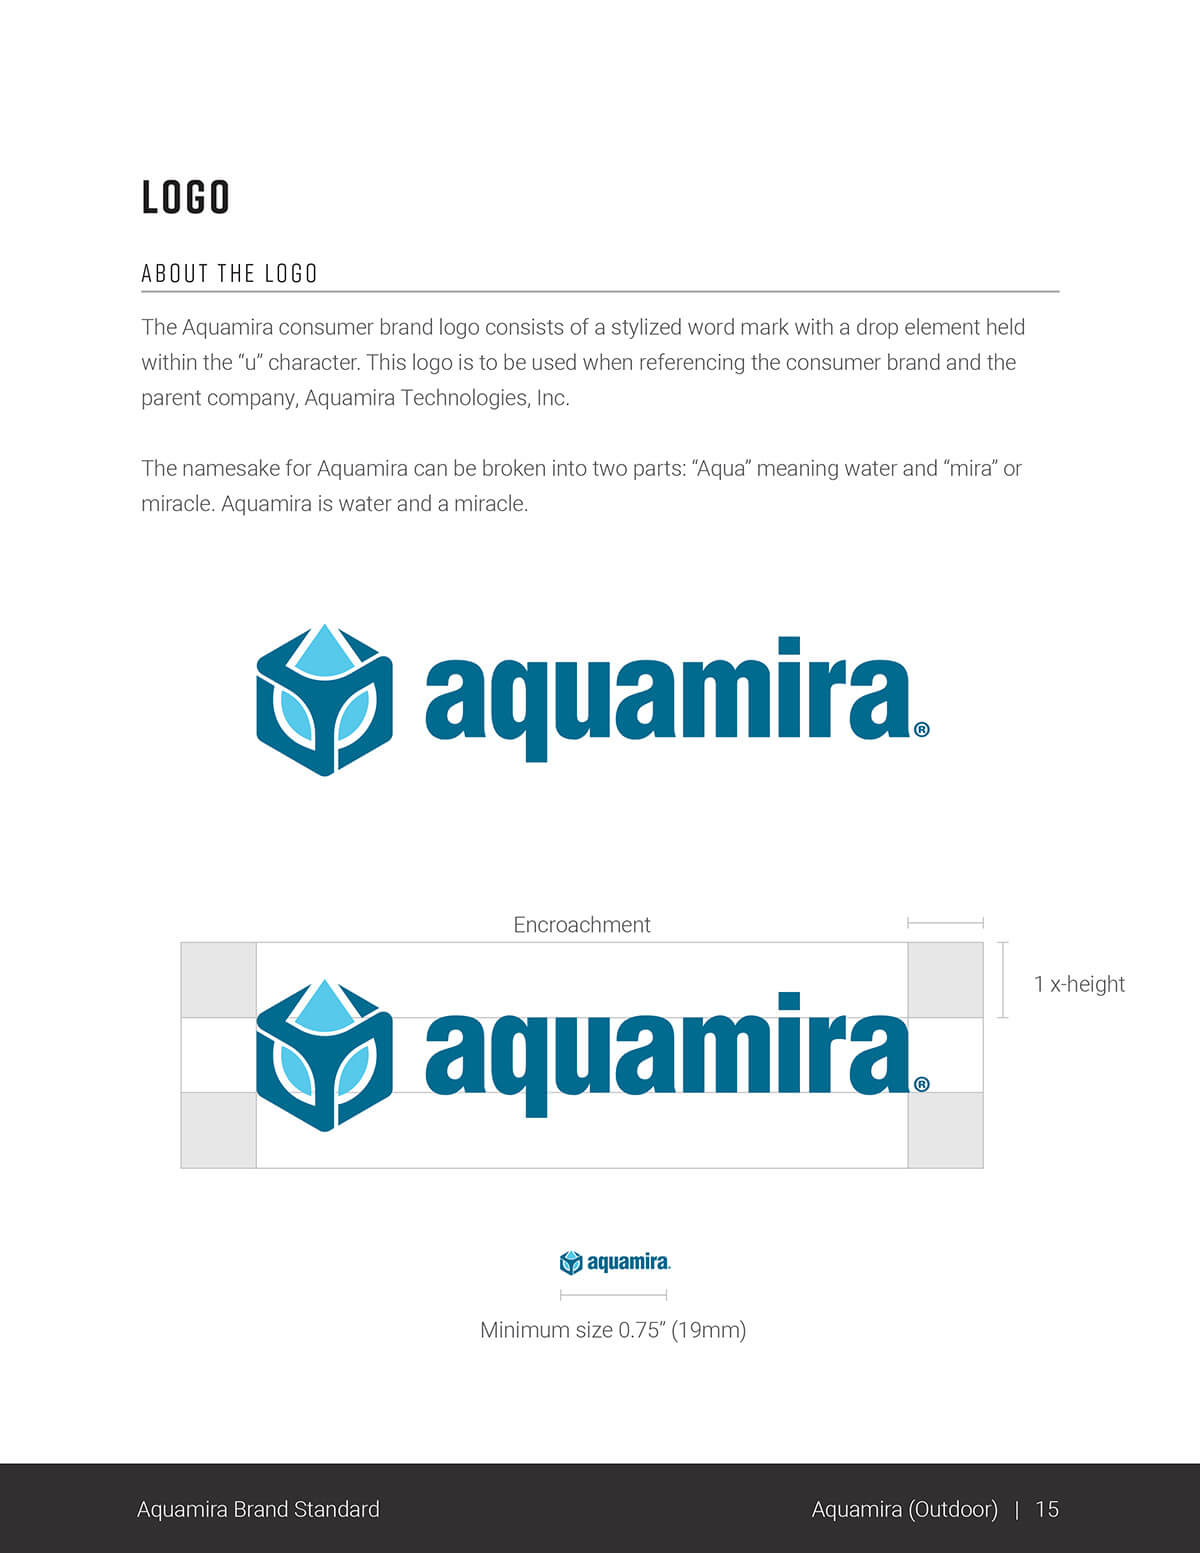 LOGO
ABOUT THE LOGO
The Aquamira consumer brand logo consists of a stylized word mark with a drop element held
within the “u” character. This logo is to be used when referencing the consumer brand and the
parent company, Aquamira Technologies, Inc.
The namesake for Aquamira can be broken into two parts: “Aqua” meaning water and “mira” or
miracle. Aquamira is water and a miracle.
aquamira®
Encroachment
1 x-height
aquamira®
aquamira
Minimum size 0.75” (19mm)
Aquamira Brand Standard
Aquamira (Outdoor) | 15